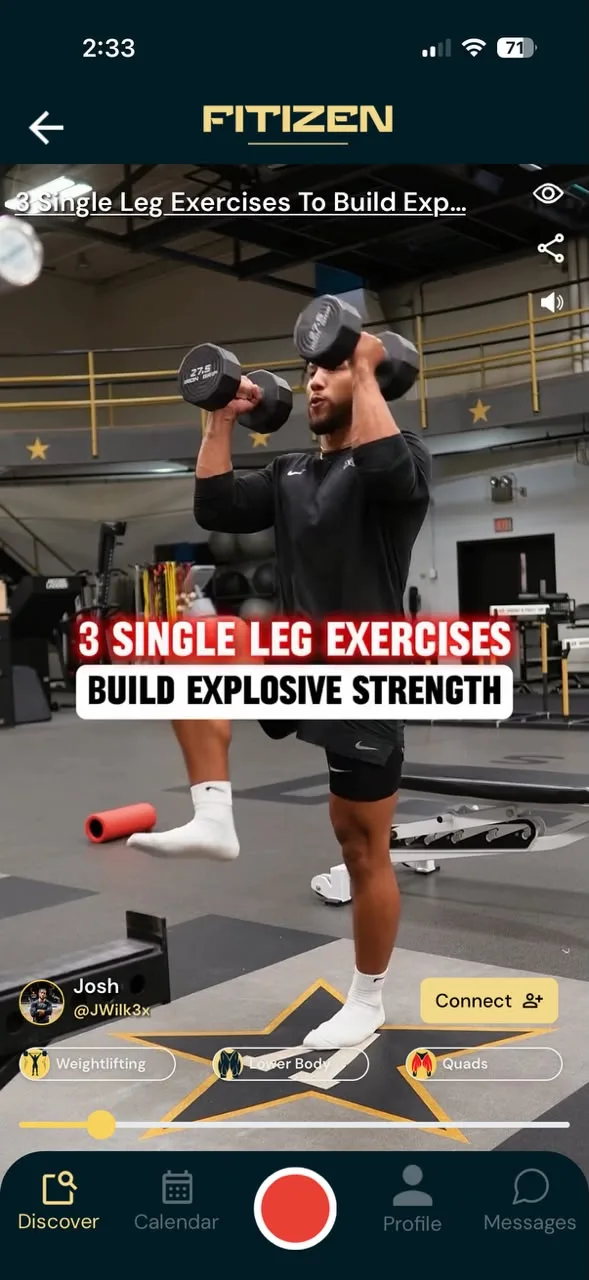 2:33
71
FITIZEN
3 Single Leg Exercises To Build Exp...
27.5
3 SINGLE LEG EXERCISES
BUILD EXPLOSIVE STRENGTH
Josh
@JWilk3x
Connect
Weightlifting
Lower Body
Quads
Discover
Calendar
Profile
Messages